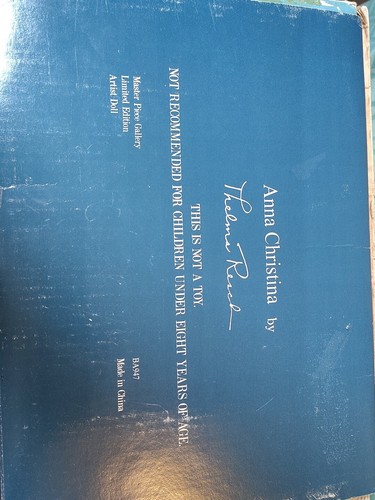 Anna Christina by
Thelma Resch
THIS IS NOT A TOY.
NOT RECOMMENDED FOR CHILDREN UNDER EIGHT YEARS OF AGE.
Master Piece Gallery
Limited Edition
Artist Doll
BA947
Made in China